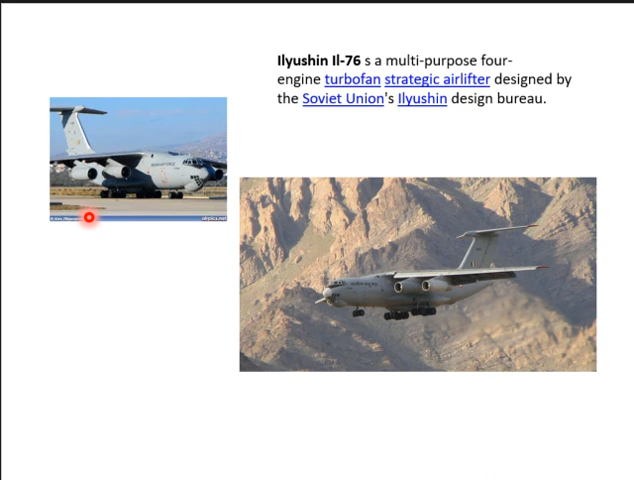 Ilyushin Il-76 s a multi-purpose four-
engine turbofan strategic airlifter designed by
the Soviet Union's Ilyushin design bureau.
airpics.net